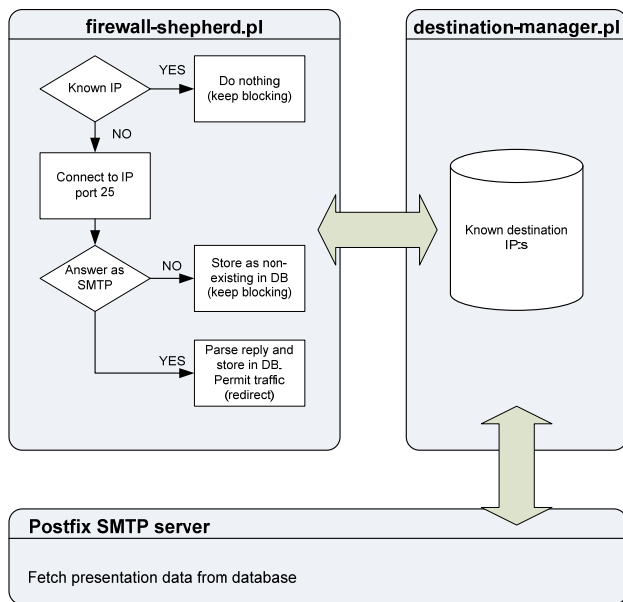 firewall-shepherd.pl
Known IP
YES
Do nothing
(keep blocking)
NO
Connect to IP
port 25
Answer as
SMTP
NO
Store as non-
existing in DB
(keep blocking)
YES
Parse reply and
store in DB.
Permit traffic
(redirect)
destination-manager.pl
Known destination
IP:s
Postfix SMTP server
Fetch presentation data from database